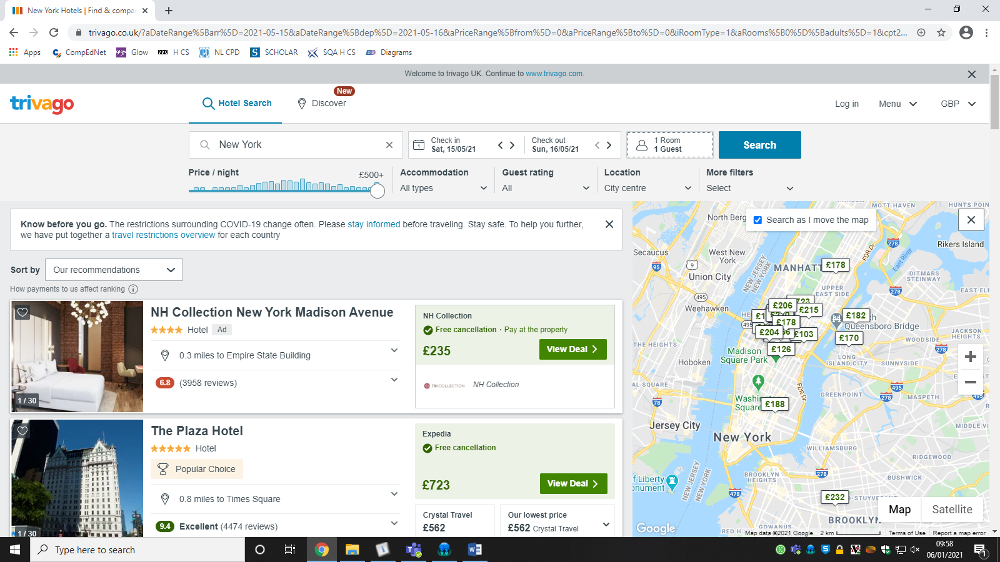 New York Hotels | Find & compa
trivago.co.uk/?aDateRange%5Barr%5D=2021-05-15&aDateRange%5Bdep%5D=2021-05-16&aPriceRange%5Bfrom%5D=0&aPriceRange%5Bto%5D=0&iRoomType=1&aRooms%5B0%5D%5Badults%5D=1&cpt2...
Apps CompEdNet Glow H CS NL CPD SCHOLAR SQA H CS Diagrams
Welcome to trivago UK. Continue to www.trivago.com.
trivago
Hotel Search
New
Discover
Log in Menu GBP
New York
Check in
Sat, 15/05/21
Check out
Sun, 16/05/21
1 Room
1 Guest
Search
Price / night
£500+
Accommodation
All types
Guest rating
All
Location
City centre
More filters
Select
Know before you go. The restrictions surrounding COVID-19 change often. Please stay informed before traveling. Stay safe. To help you further,
we have put together a travel restrictions overview for each country
Sort by Our recommendations
How payments to us affect ranking
1 / 30
NH Collection New York Madison Avenue
Hotel Ad
0.3 miles to Empire State Building
6.8 (3958 reviews)
NH Collection
Free cancellation · Pay at the property
£235
View Deal
NH COLLECTION NH Collection
1 / 30
The Plaza Hotel
Hotel
Popular Choice
0.8 miles to Times Square
9.4 Excellent (4474 reviews)
Expedia
Free cancellation
£723
View Deal
Crystal Travel
£562
Our lowest price
£562 Crystal Travel
Search as I move the map
MOTT HAVEN
HUNTS POIN
North Berg
278
Rikers Island
Secaucus
West New
York
FDR Dr
East River
95
9
Union City
NEW JERSEY
NEW YORK
MANHATT
£178
DITMARS
STEINWAY
UPPER
EAST SIDE
278
EAST EL
495
Weehawken
£206
723
£215
£182
£178
495
£204
£103
Queensboro Bridge
JACKSON
HEIGHTS
WOODSIDE
£170
THE HEIGHTS
£126
278
Madison
Square Park
Hoboken
LONG
ISLAND CITY
SUNNYSIDE
AL SQUARE
FDR Dr
495
GREENPOINT
278
MASPETH
495
78
Washi
Square
£188
Jersey City
MIDDLE VI
New York
WILLIAMSBURG
RIDGEWOOD
NEW JERSEY
NEW YORK
278
BROOKLYN
HEIGHTS
BUSHWICK
f Liberty
onument
478
£232
D-STUYVE
Map Satellite
BROOKLYN
Google
GOWANUS
RED HO
Map data ©2021 Google 2 km Terms of Use Report a map error
Type here to search
09:58
06/01/2021
1